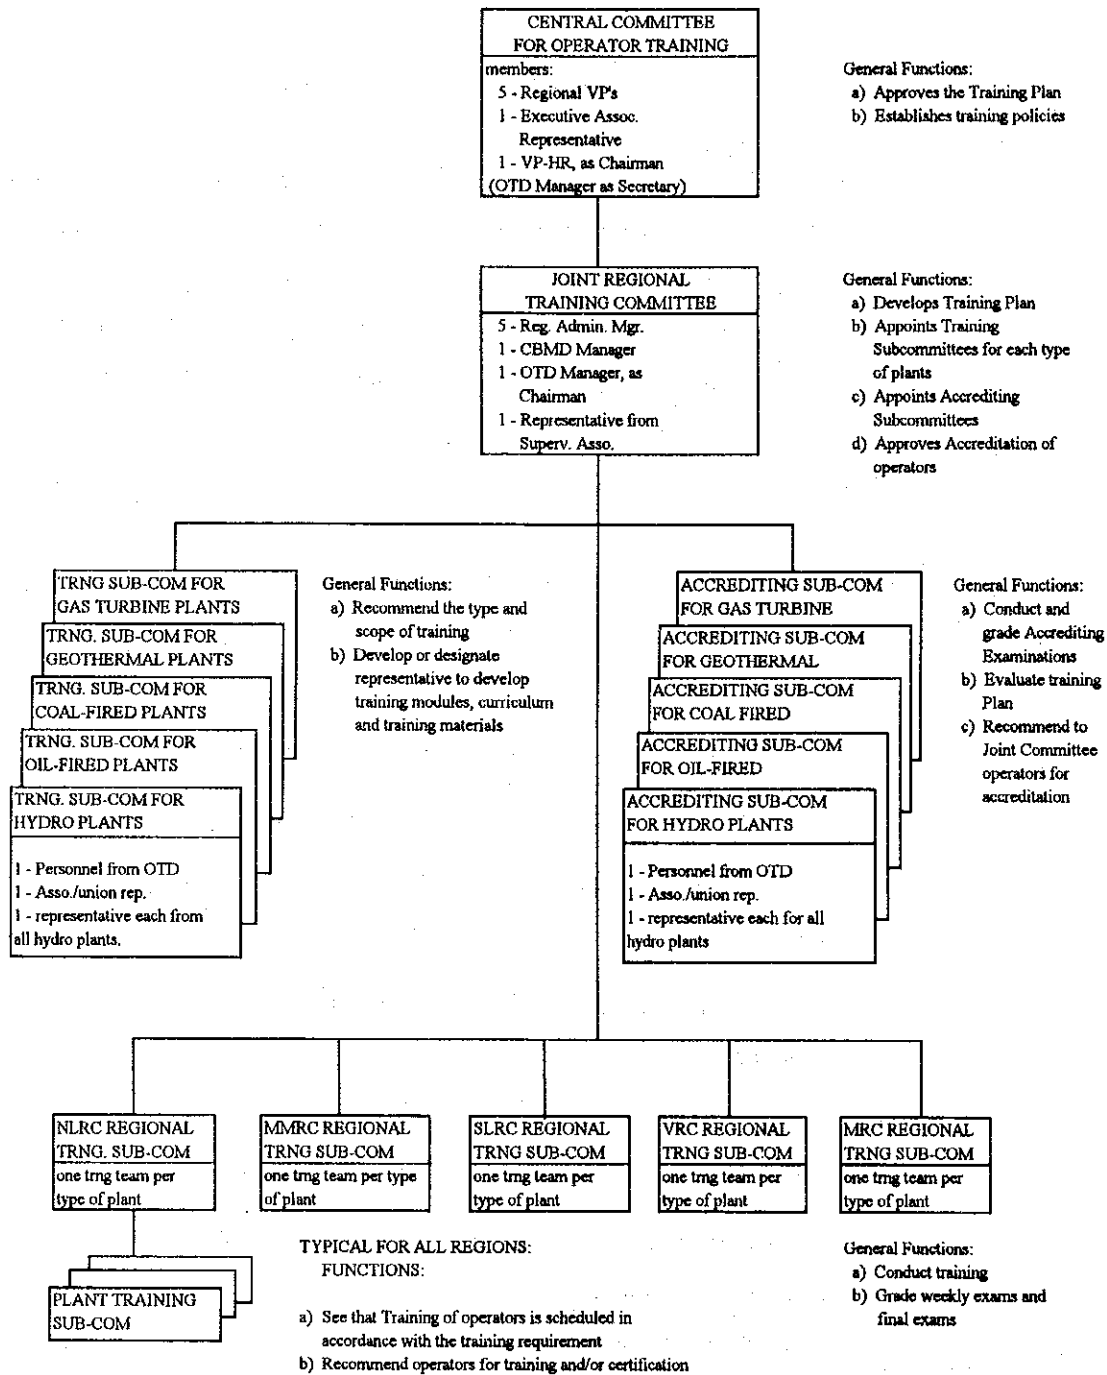 CENTRAL COMMITTEE
FOR OPERATOR TRAINING
members:
5 - Regional VP's
1 - Executive Assoc.
Representative
1 - VP-HR, as Chairman
(OTD Manager as Secretary)
General Functions:
a) Approves the Training Plan
b) Establishes training policies
JOINT REGIONAL
TRAINING COMMITTEE
5 - Reg. Admin. Mgr.
1 - CBMD Manager
1 - OTD Manager, as
Chairman
1 - Representative from
Superv. Asso.
General Functions:
a) Develops Training Plan
b) Appoints Training
Subcommittees for each type
of plants
c) Appoints Accrediting
Subcommittees
d) Approves Accreditation of
operators
TRNG SUB-COM FOR
GAS TURBINE PLANTS
TRNG. SUB-COM FOR
GEOTHERMAL PLANTS
TRNG. SUB-COM FOR
COAL-FIRED PLANTS
TRNG. SUB-COM FOR
OIL-FIRED PLANTS
TRNG. SUB-COM FOR
HYDRO PLANTS
1 - Personnel from OTD
1 - Asso./union rep.
1 - representative each from
all hydro plants.
General Functions:
a) Recommend the type and
scope of training
b) Develop or designate
representative to develop
training modules, curriculum
and training materials
ACCREDITING SUB-COM
FOR GAS TURBINE
ACCREDITING SUB-COM
FOR GEOTHERMAL
ACCREDITING SUB-COM
FOR COAL FIRED
ACCREDITING SUB-COM
FOR OIL-FIRED
ACCREDITING SUB-COM
FOR HYDRO PLANTS
1 - Personnel from OTD
1 - Asso./union rep.
1 - representative each for all
hydro plants
General Functions:
a) Conduct and
grade Accrediting
Examinations
b) Evaluate training
Plan
c) Recommend to
Joint Committee
operators for
accreditation
NLRC REGIONAL
TRNG. SUB-COM
one trng team per
type of plant
MMRC REGIONAL
TRNG SUB-COM
one trng team per type
of plant
SLRC REGIONAL
TRNG SUB-COM
one trng team per
type of plant
VRC REGIONAL
TRNG SUB-COM
one trng team per
type of plant
MRC REGIONAL
TRNG SUB-COM
one trng team per
type of plant
PLANT TRAINING
SUB-COM
TYPICAL FOR ALL REGIONS:
FUNCTIONS:
a) See that Training of operators is scheduled in
accordance with the training requirement
b) Recommend operators for training and/or certification
General Functions:
a) Conduct training
b) Grade weekly exams and
final exams